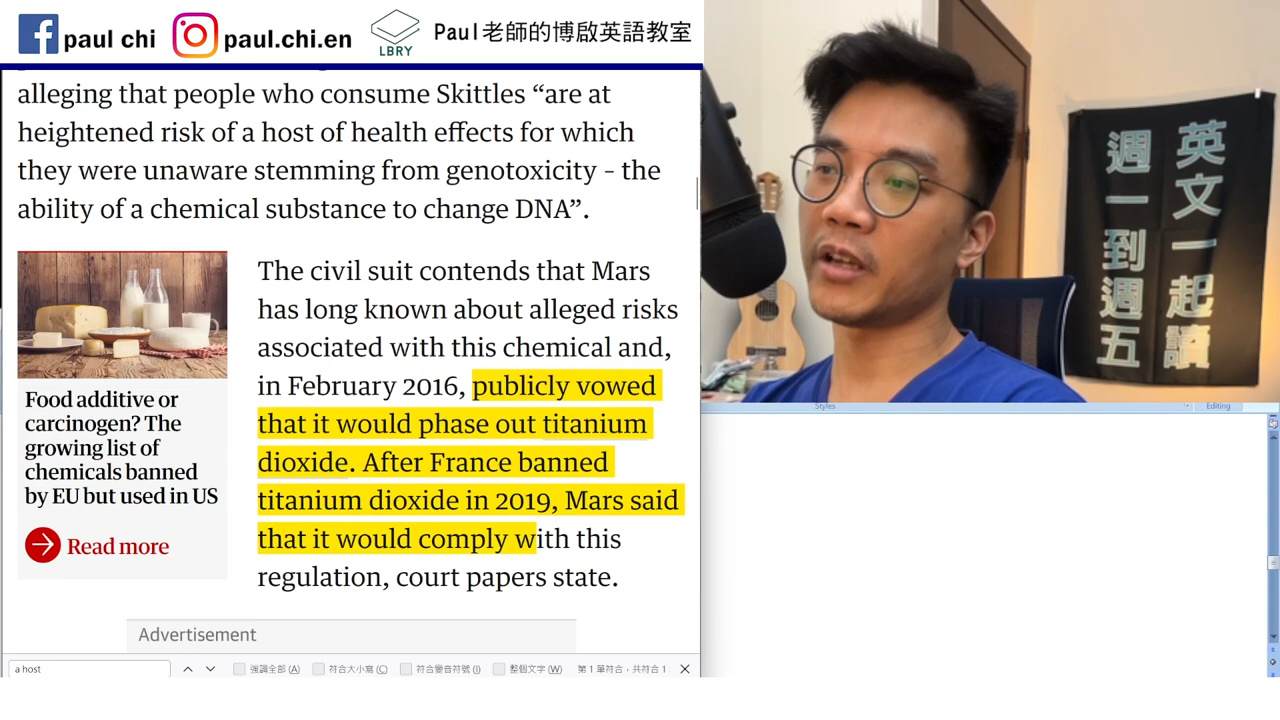 paul chi
paul.chi.en
LBRY
Paul老師的博啟英語教室
alleging that people who consume Skittles “are at
heightened risk of a host of health effects for which
they were unaware stemming from genotoxicity – the
ability of a chemical substance to change DNA”.
Food additive or
carcinogen? The
growing list of
chemicals banned
by EU but used in US
Read more
The civil suit contends that Mars
has long known about alleged risks
associated with this chemical and,
in February 2016, publicly vowed
that it would phase out titanium
dioxide. After France banned
titanium dioxide in 2019, Mars said
that it would comply with this
regulation, court papers state.
Advertisement
a host
強調全部 (A)
符合大小寫 (C)
符合變音符號 (I)
整個文字 (W)
第 1 筆符合，共符合 1
英文一起讀
週一到週五
Styles
Editing